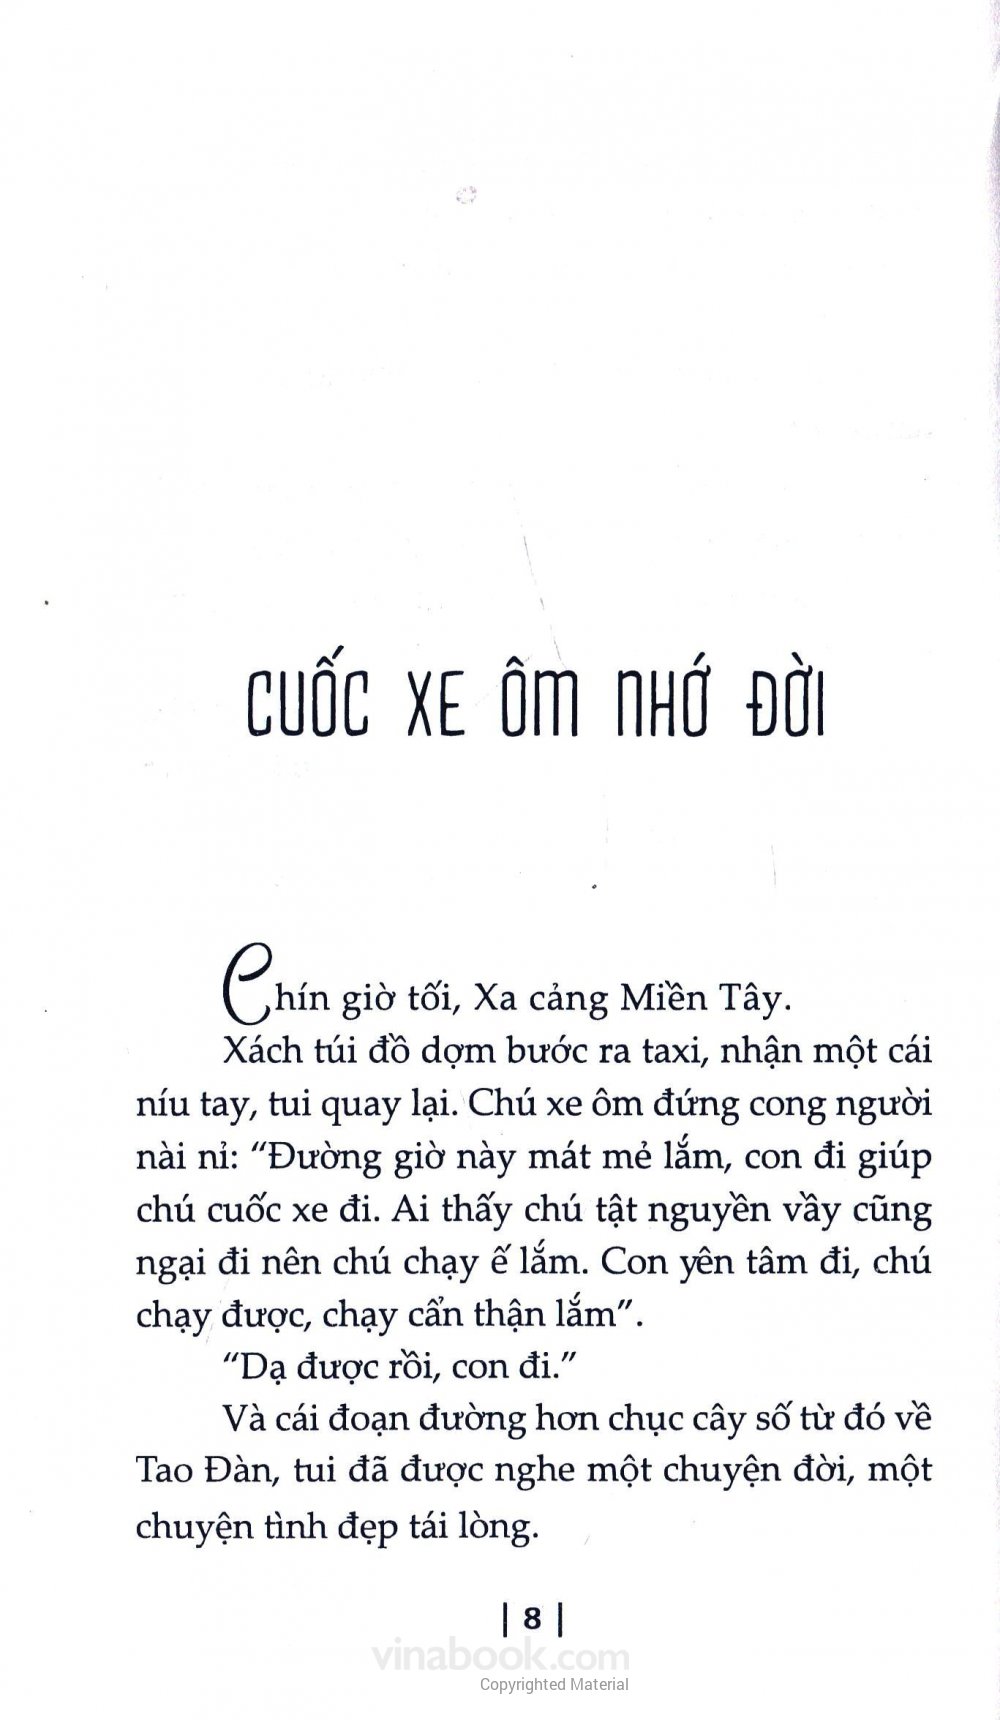 CUỐC XE ÔM NHỚ ĐỜI
Chín giờ tối, Xa cảng Miền Tây.
Xách túi đồ dợm bước ra taxi, nhận một cái
níu tay, tui quay lại. Chú xe ôm đứng cong người
nài nỉ: “Đường giờ này mát mẻ lắm, con đi giúp
chú cuốc xe đi. Ai thấy chú tật nguyền vầy cũng
ngại đi nên chú chạy ế lắm. Con yên tâm đi, chú
chạy được, chạy cẩn thận lắm”.
“Dạ được rồi, con đi.”
Và cái đoạn đường hơn chục cây số từ đó về
Tao Đàn, tui đã được nghe một chuyện đời, một
chuyện tình đẹp tái lòng.
| 8 |
vinabook.com
Copyrighted Material